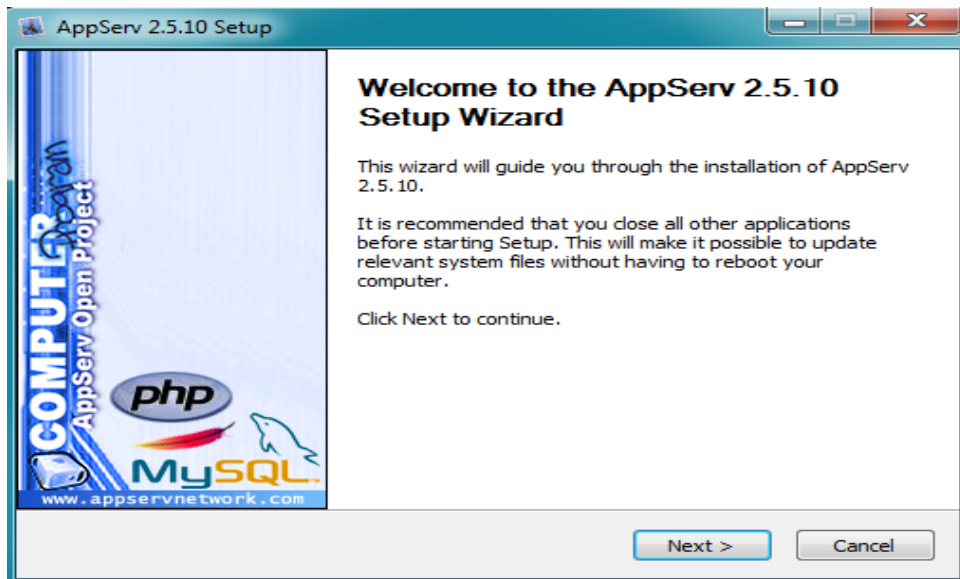 AppServ 2.5.10 Setup
Welcome to the AppServ 2.5.10
Setup Wizard
This wizard will guide you through the installation of AppServ
2.5.10.
It is recommended that you close all other applications
before starting Setup. This will make it possible to update
relevant system files without having to reboot your
computer.
Click Next to continue.
COMPUTER
Program
AppServ Open Project
php
MySQL
www.appservnetwork.com
Next >
Cancel